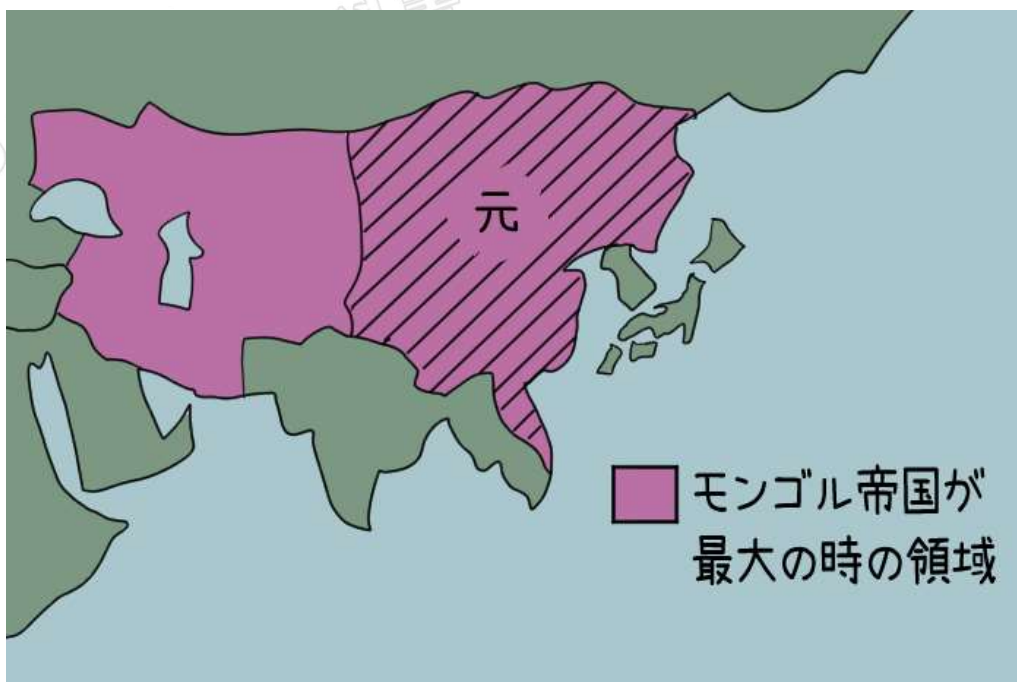 元
モンゴル帝国が
最大の時の領域